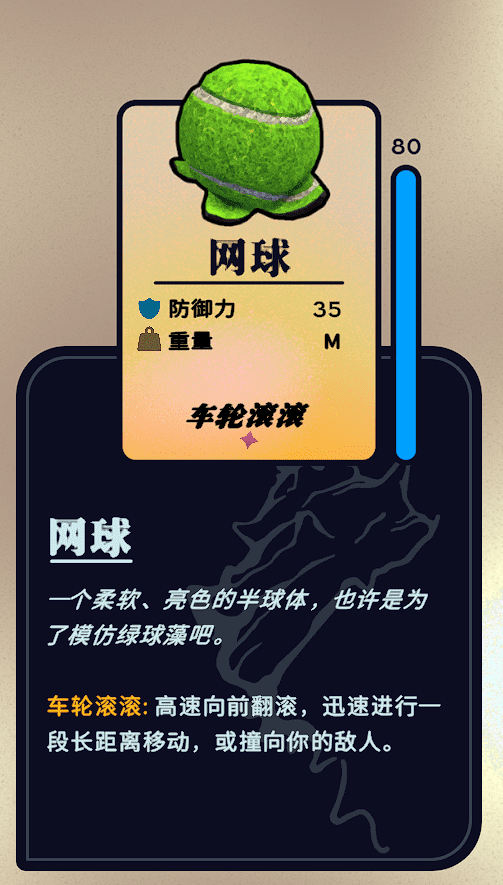 80
网球
防御力 35
重量 M
车轮滚滚
网球
一个柔软、亮色的半球体，也许是为
了模仿绿球藻吧。
车轮滚滚: 高速向前翻滚，迅速进行一
段长距离移动，或撞向你的敌人。